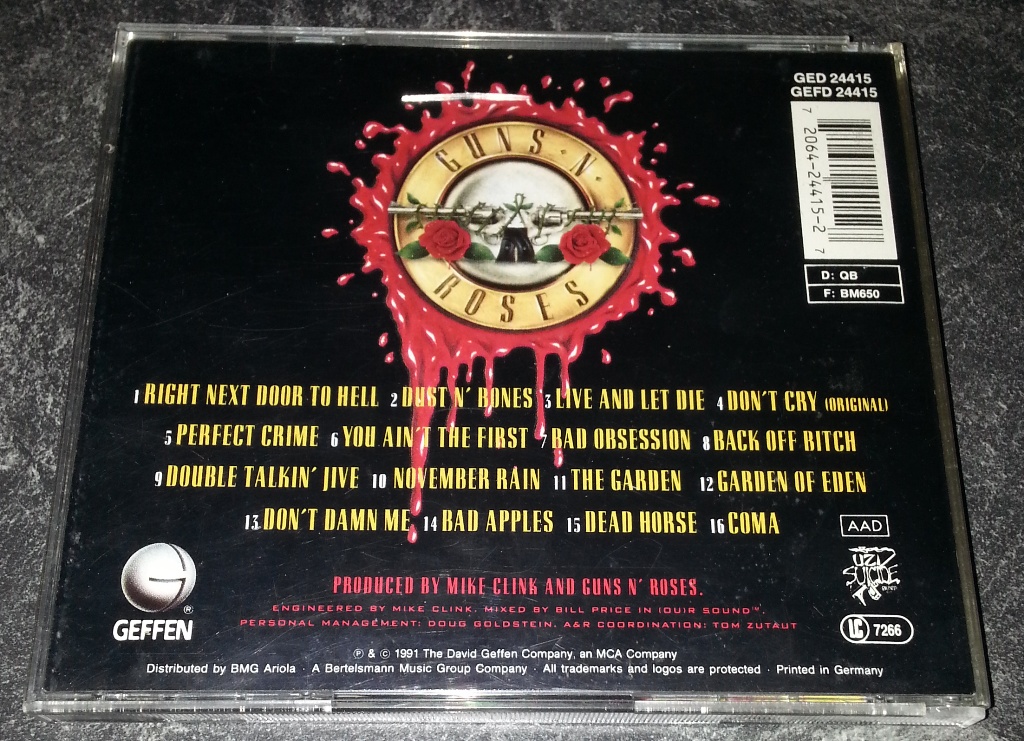 GED 24415
GEFD 24415
7 2064-24415-2 7
D: QB
F: BM650
GUNS N'
ROSES
1 RIGHT NEXT DOOR TO HELL 2 DUST N' BONES 3 LIVE AND LET DIE 4 DON'T CRY (ORIGINAL)
5 PERFECT CRIME 6 YOU AIN'T THE FIRST 7 BAD OBSESSION 8 BACK OFF BITCH
9 DOUBLE TALKIN' JIVE 10 NOVEMBER RAIN 11 THE GARDEN 12 GARDEN OF EDEN
13 DON'T DAMN ME 14 BAD APPLES 15 DEAD HORSE 16 COMA
AAD
UZI
SUICIDE
PRODUCED BY MIKE CLINK AND GUNS N' ROSES.
ENGINEERED BY MIKE CLINK. MIXED BY BILL PRICE IN IOUIR SOUND™.
PERSONAL MANAGEMENT: DOUG GOLDSTEIN. A&R COORDINATION: TOM ZUTAUT
G ®
GEFFEN
LC 7266
℗ & © 1991 The David Geffen Company, an MCA Company
Distributed by BMG Ariola · A Bertelsmann Music Group Company · All trademarks and logos are protected · Printed in Germany